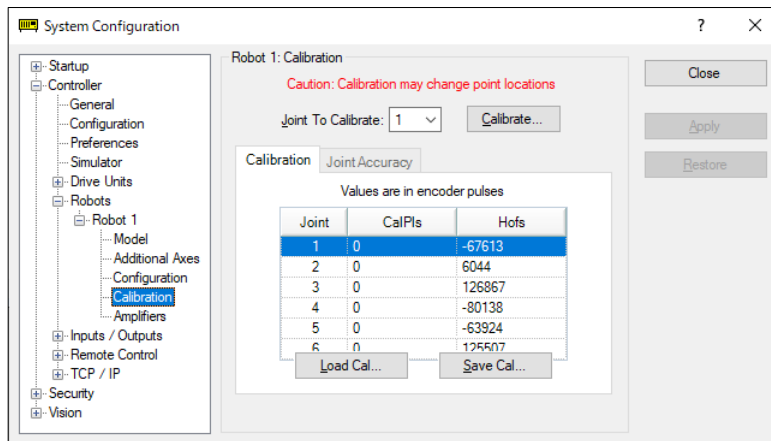 System Configuration
? ×
Startup
Controller
General
Configuration
Preferences
Simulator
Drive Units
Robots
Robot 1
Model
Additional Axes
Configuration
Calibration
Amplifiers
Inputs / Outputs
Remote Control
TCP / IP
Security
Vision
Robot 1: Calibration
Caution: Calibration may change point locations
Joint To Calibrate: 1 Calibrate...
Calibration Joint Accuracy
Values are in encoder pulses
Joint CalPls Hofs
1 0 -67613
2 0 6044
3 0 126867
4 0 -80138
5 0 -63924
6 0 125507
Load Cal... Save Cal...
Close
Apply
Restore